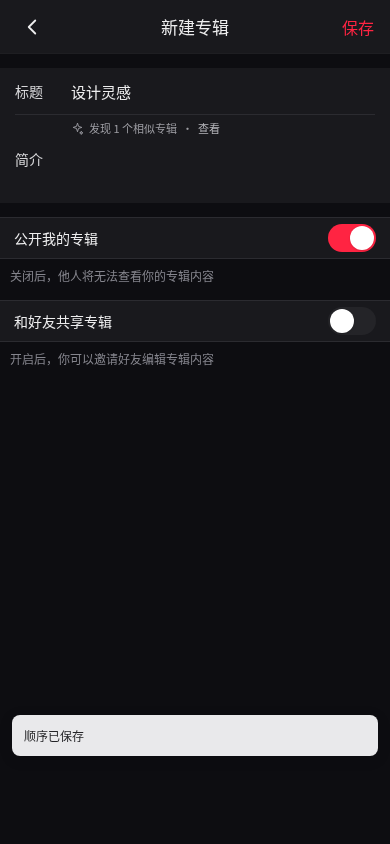 新建专辑
保存
标题 设计灵感
发现 1 个相似专辑 · 查看
简介
公开我的专辑
关闭后，他人将无法查看你的专辑内容
和好友共享专辑
开启后，你可以邀请好友编辑专辑内容
顺序已保存